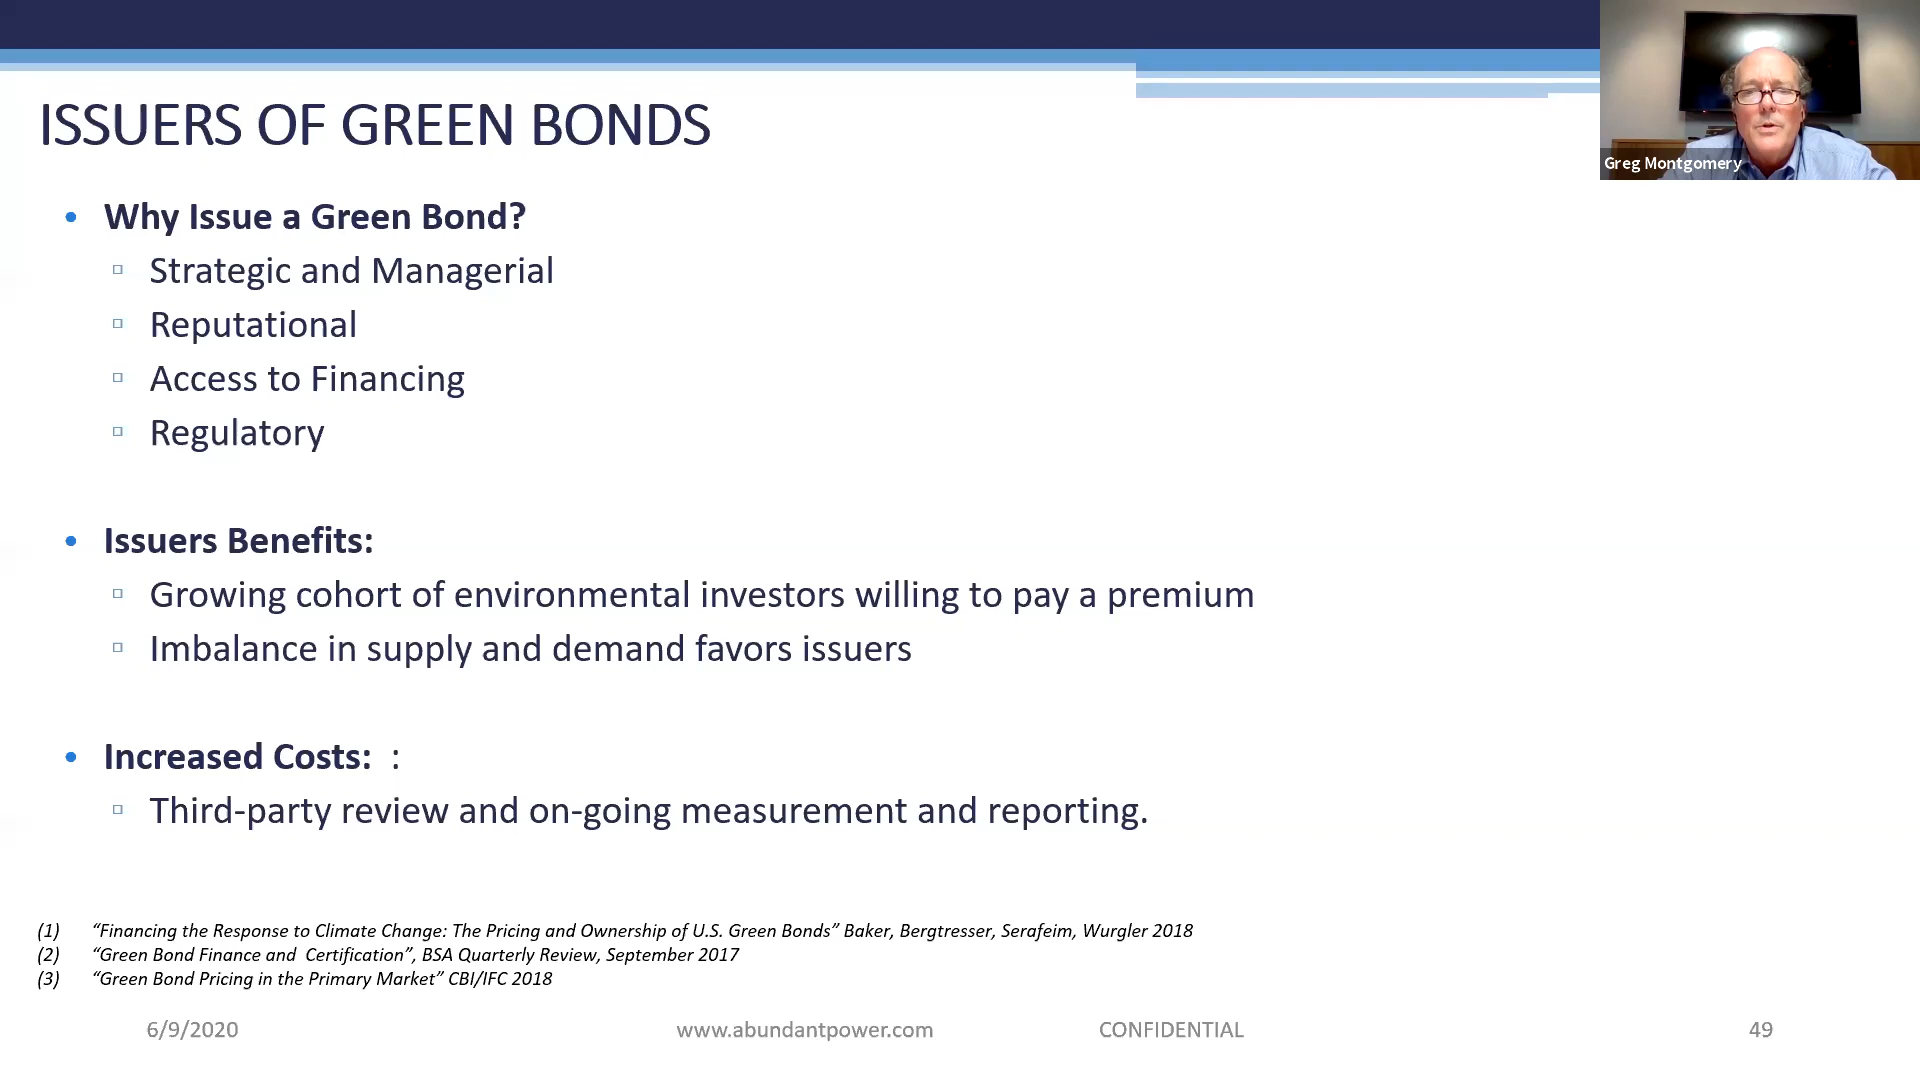 ISSUERS OF GREEN BONDS
Greg Montgomery
• Why Issue a Green Bond?
▫ Strategic and Managerial
▫ Reputational
▫ Access to Financing
▫ Regulatory
• Issuers Benefits:
▫ Growing cohort of environmental investors willing to pay a premium
▫ Imbalance in supply and demand favors issuers
• Increased Costs:  :
▫ Third-party review and on-going measurement and reporting.
(1) “Financing the Response to Climate Change: The Pricing and Ownership of U.S. Green Bonds” Baker, Bergtresser, Serafeim, Wurgler 2018
(2) “Green Bond Finance and  Certification”, BSA Quarterly Review, September 2017
(3) “Green Bond Pricing in the Primary Market” CBI/IFC 2018
6/9/2020 www.abundantpower.com CONFIDENTIAL 49